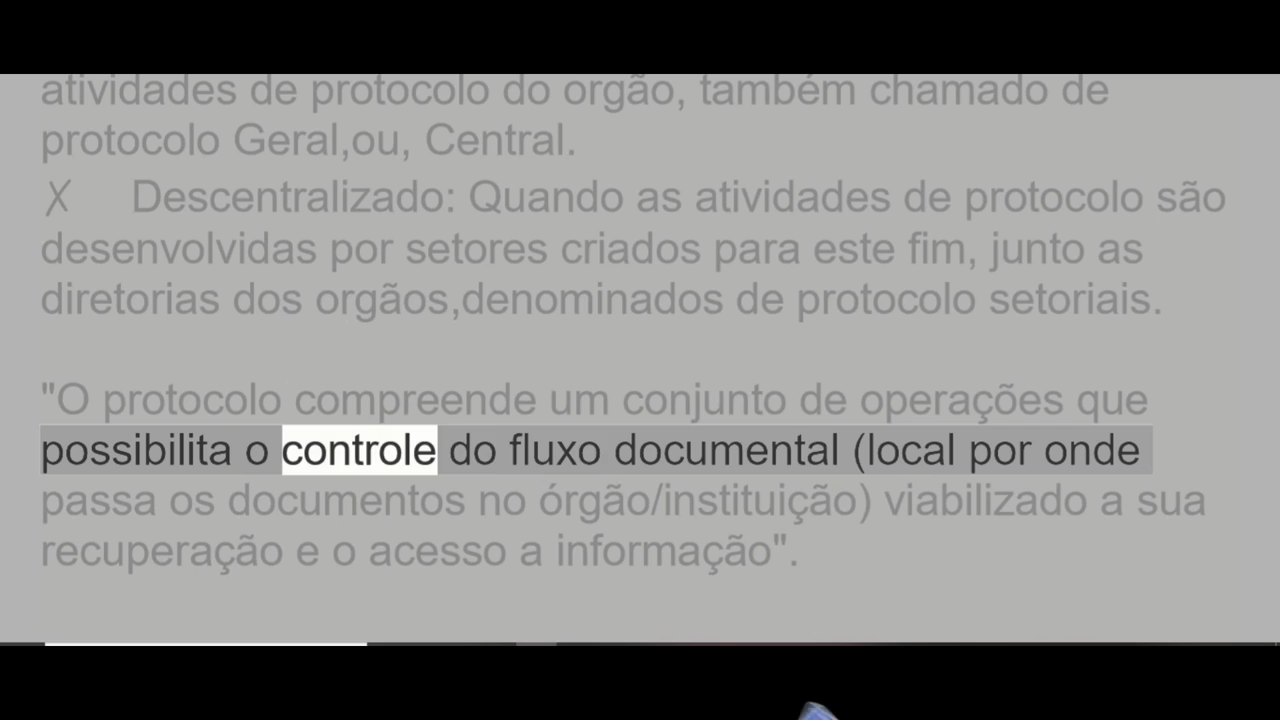 atividades de protocolo do orgão, também chamado de
protocolo Geral,ou, Central.
✗ Descentralizado: Quando as atividades de protocolo são
desenvolvidas por setores criados para este fim, junto as
diretorias dos orgãos,denominados de protocolo setoriais.
"O protocolo compreende um conjunto de operações que
possibilita o controle do fluxo documental (local por onde
passa os documentos no órgão/instituição) viabilizado a sua
recuperação e o acesso a informação".